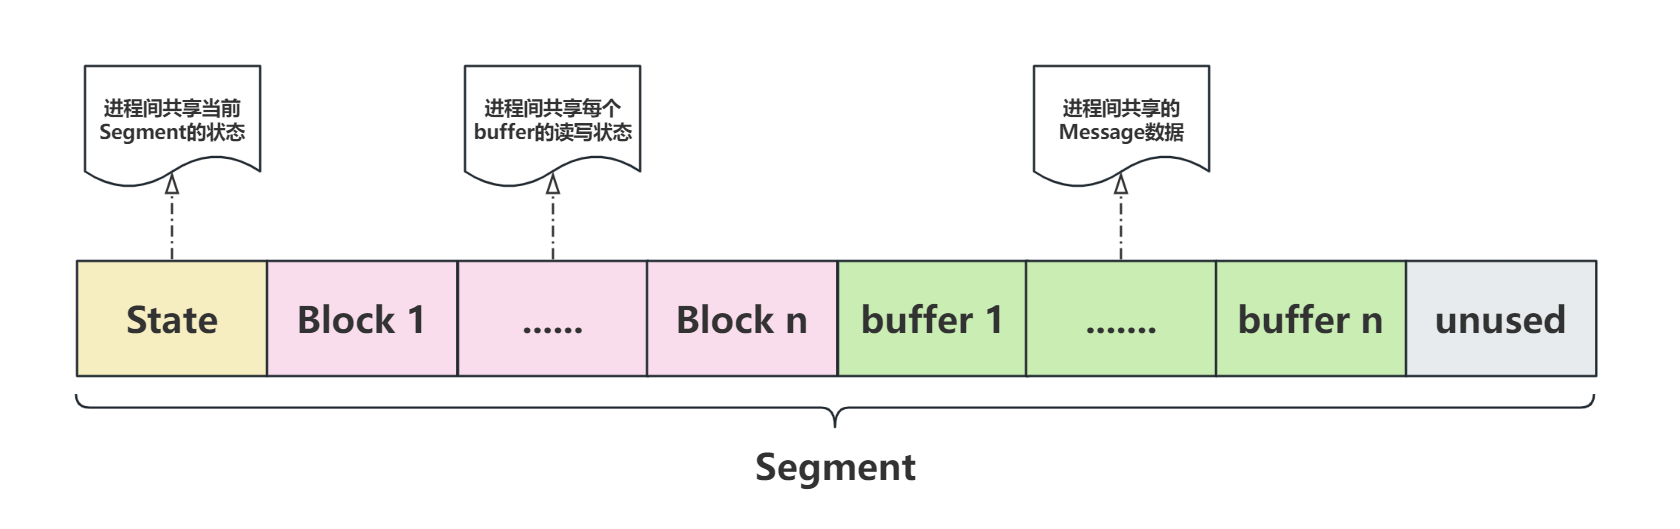 进程间共享当前
Segment的状态
进程间共享每个
buffer的读写状态
进程间共享的
Message数据
State
Block 1
......
Block n
buffer 1
.......
buffer n
unused
Segment